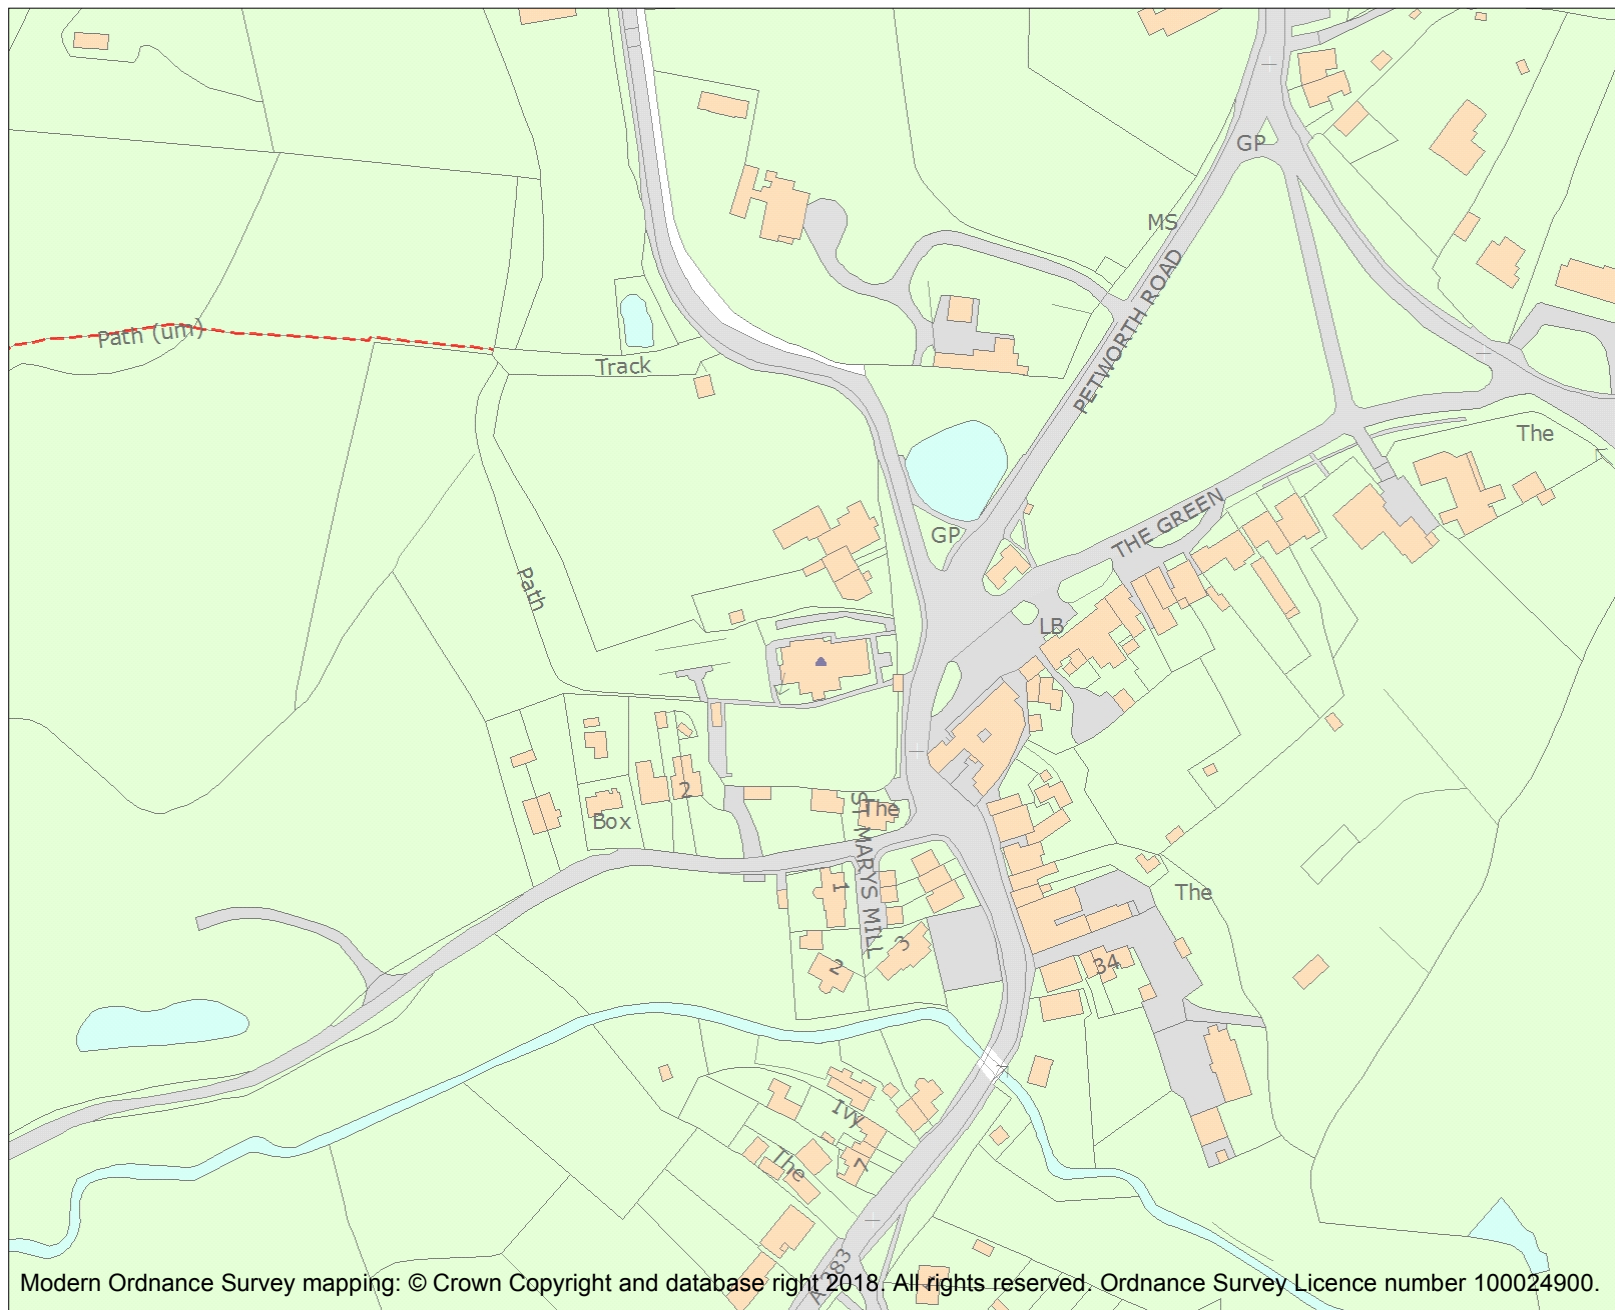 GP
MS
PETWORTH ROAD
Path (um)
Track
The
THE GREEN
GP
Path
LB
2
The
Box
ST MARYS MILL
1
The
3
2
34
Ivy
The
7
Modern Ordnance Survey mapping: © Crown Copyright and database right 2018. All rights reserved. Ordnance Survey Licence number 100024900.